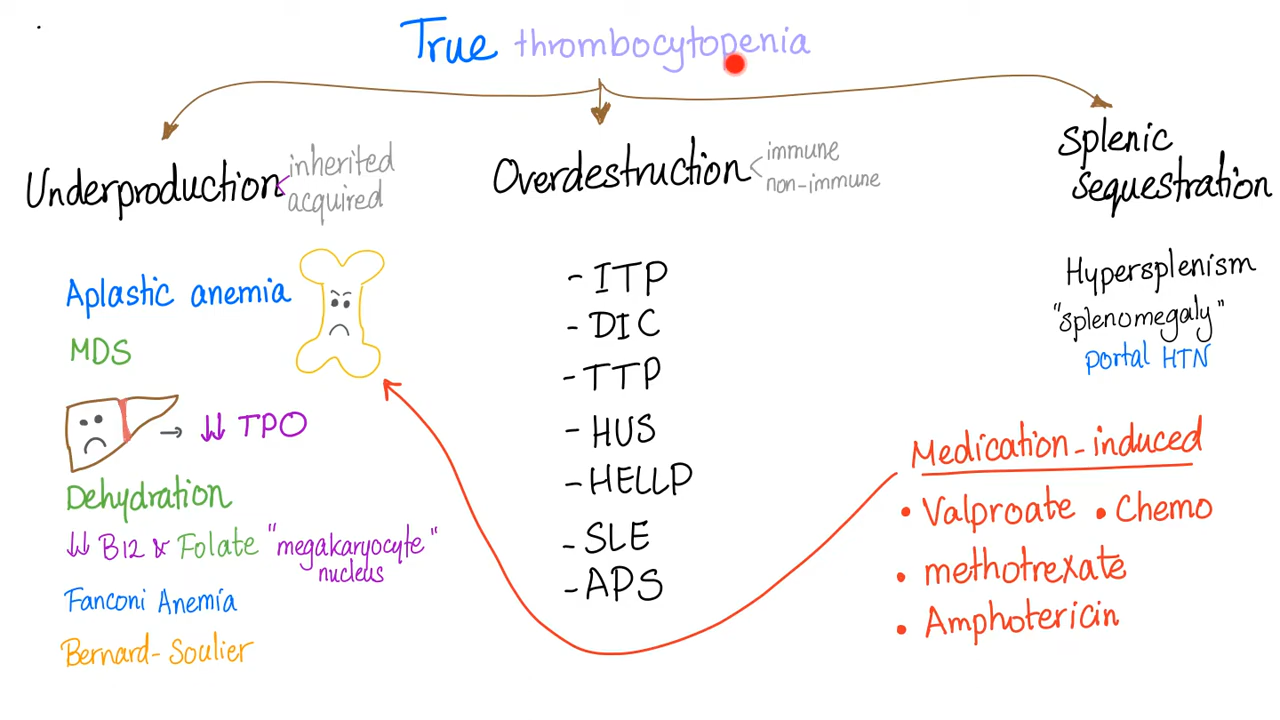 True thrombocytopenia
Underproduction
inherited
acquired
Aplastic anemia
MDS
→ ↓↓ TPO
Dehydration
↓↓ B12 & Folate "megakaryocyte"
nucleus
Fanconi Anemia
Bernard-Soulier
Overdestruction
immune
non-immune
- ITP
- DIC
- TTP
- HUS
- HELLP
- SLE
- APS
Splenic
sequestration
Hypersplenism
"splenomegaly"
portal HTN
Medication-induced
• Valproate • Chemo
• methotrexate
• Amphotericin